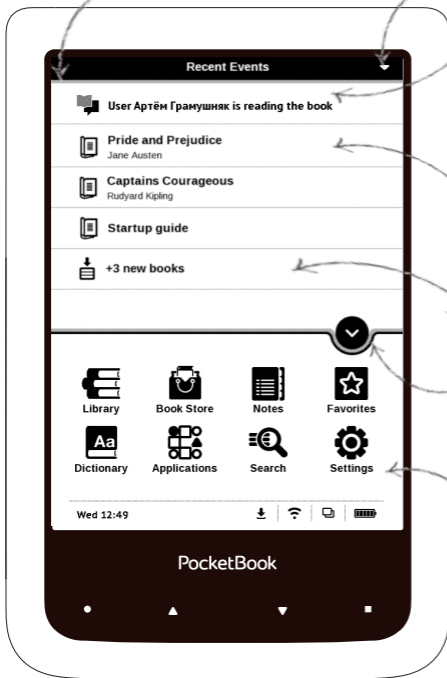 Recent Events
User Артём Грамушняк is reading the book
Pride and Prejudice
Jane Austen
Captains Courageous
Rudyard Kipling
Startup guide
+3 new books
Library
Book Store
Notes
Favorites
Aa
Dictionary
Applications
Search
Settings
Wed 12:49
PocketBook